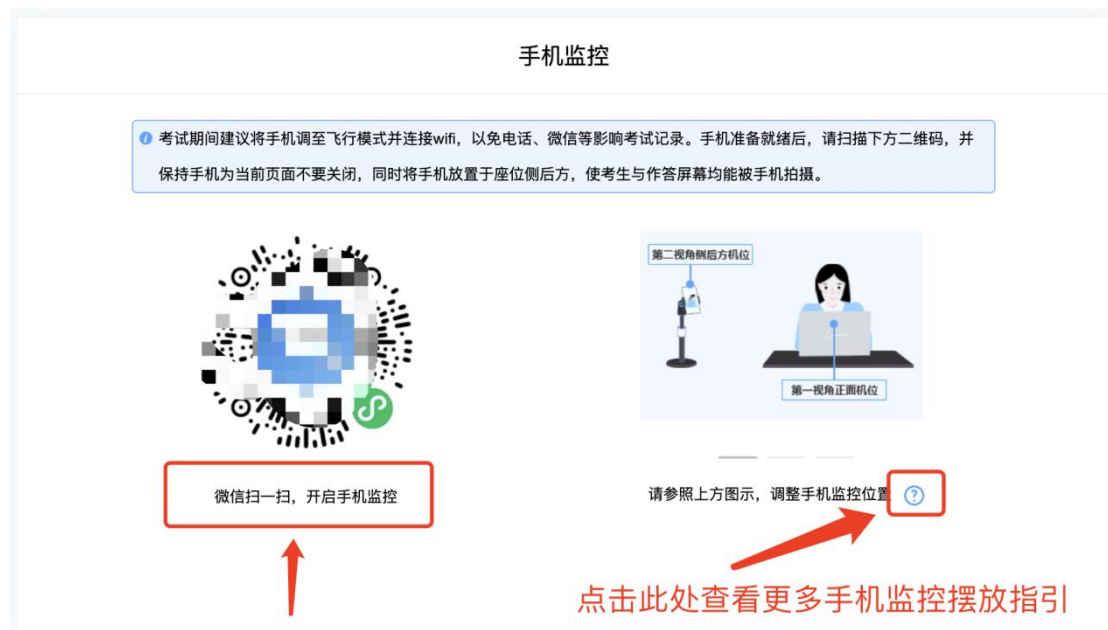 手机监控
考试期间建议将手机调至飞行模式并连接wifi，以免电话、微信等影响考试记录。手机准备就绪后，请扫描下方二维码，并
保持手机为当前页面不要关闭，同时将手机放置于座位侧后方，使考生与作答屏幕均能被手机拍摄。
第二视角侧后方机位
第一视角正面机位
微信扫一扫，开启手机监控
请参照上方图示，调整手机监控位置
点击此处查看更多手机监控摆放指引